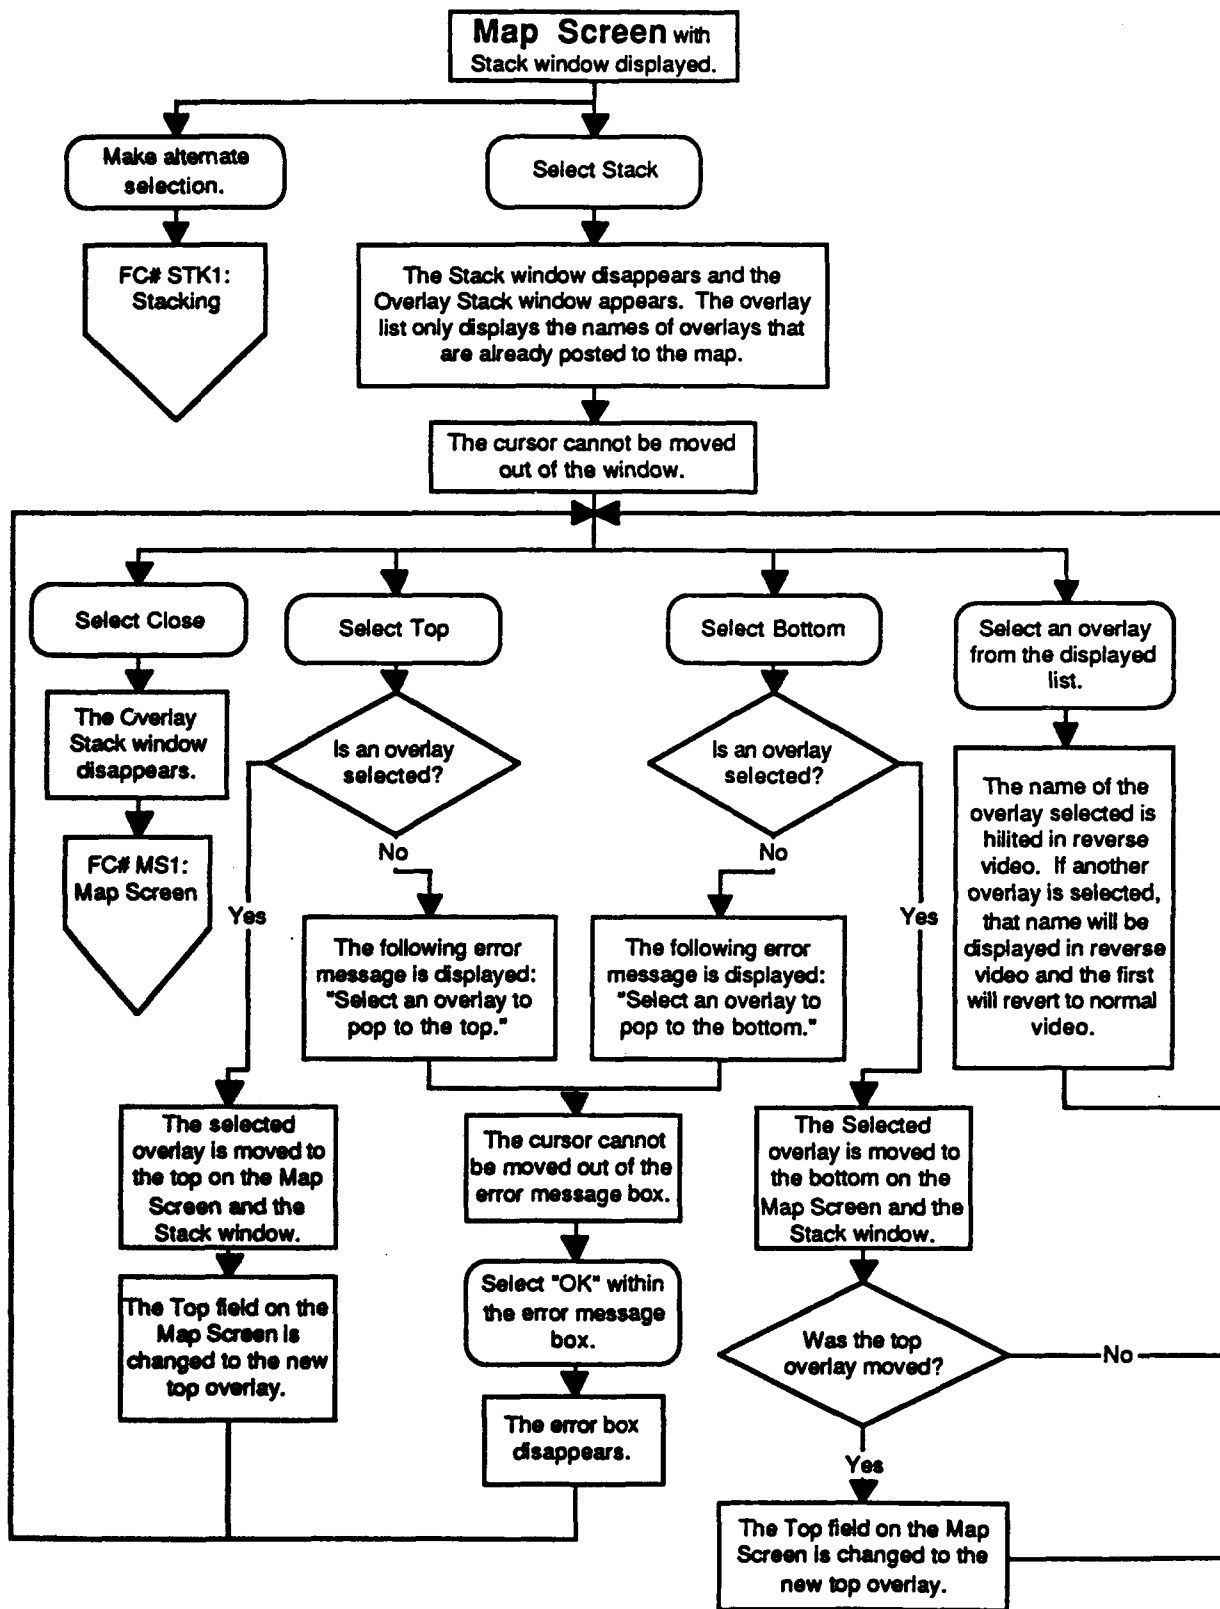 Map Screen with
Stack window displayed.
Make alternate
selection.
Select Stack
FC# STK1:
Stacking
The Stack window disappears and the
Overlay Stack window appears. The overlay
list only displays the names of overlays that
are already posted to the map.
The cursor cannot be moved
out of the window.
Select Close
Select Top
Select Bottom
Select an overlay
from the displayed
list.
The Overlay
Stack window
disappears.
Is an overlay
selected?
Is an overlay
selected?
The name of the
overlay selected is
hilited in reverse
video. If another
overlay is selected,
that name will be
displayed in reverse
video and the first
will revert to normal
video.
FC# MS1:
Map Screen
No
No
Yes
Yes
The following error
message is displayed:
"Select an overlay to
pop to the top."
The following error
message is displayed:
"Select an overlay to
pop to the bottom."
The selected
overlay is moved to
the top on the Map
Screen and the
Stack window.
The cursor cannot
be moved out of the
error message box.
The Selected
overlay is moved to
the bottom on the
Map Screen and the
Stack window.
The Top field on the
Map Screen is
changed to the new
top overlay.
Select "OK" within
the error message
box.
Was the top
overlay moved?
No
The error box
disappears.
Yes
The Top field on the Map
Screen is changed to the
new top overlay.